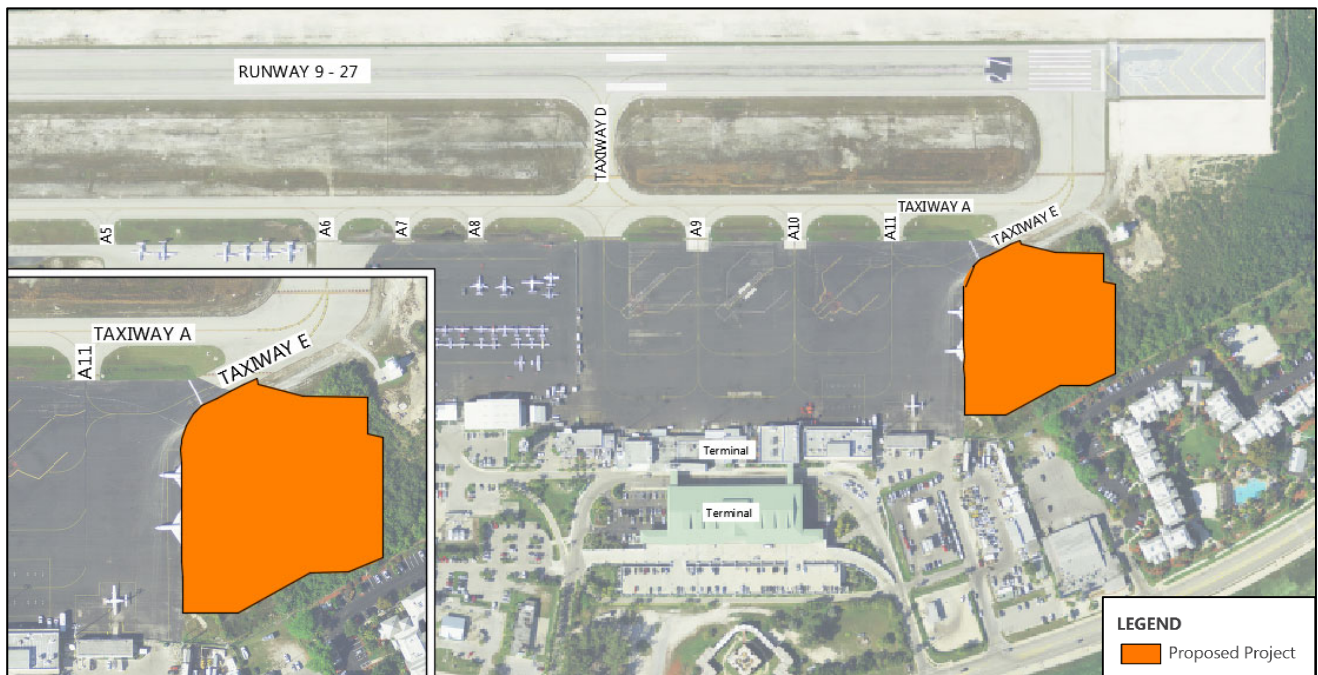 RUNWAY 9 - 27
TAXIWAY D
TAXIWAY A
TAXIWAY E
A5
A6
A7
A8
A9
A10
A11
TAXIWAY A
A11
TAXIWAY E
Terminal
Terminal
LEGEND
Proposed Project